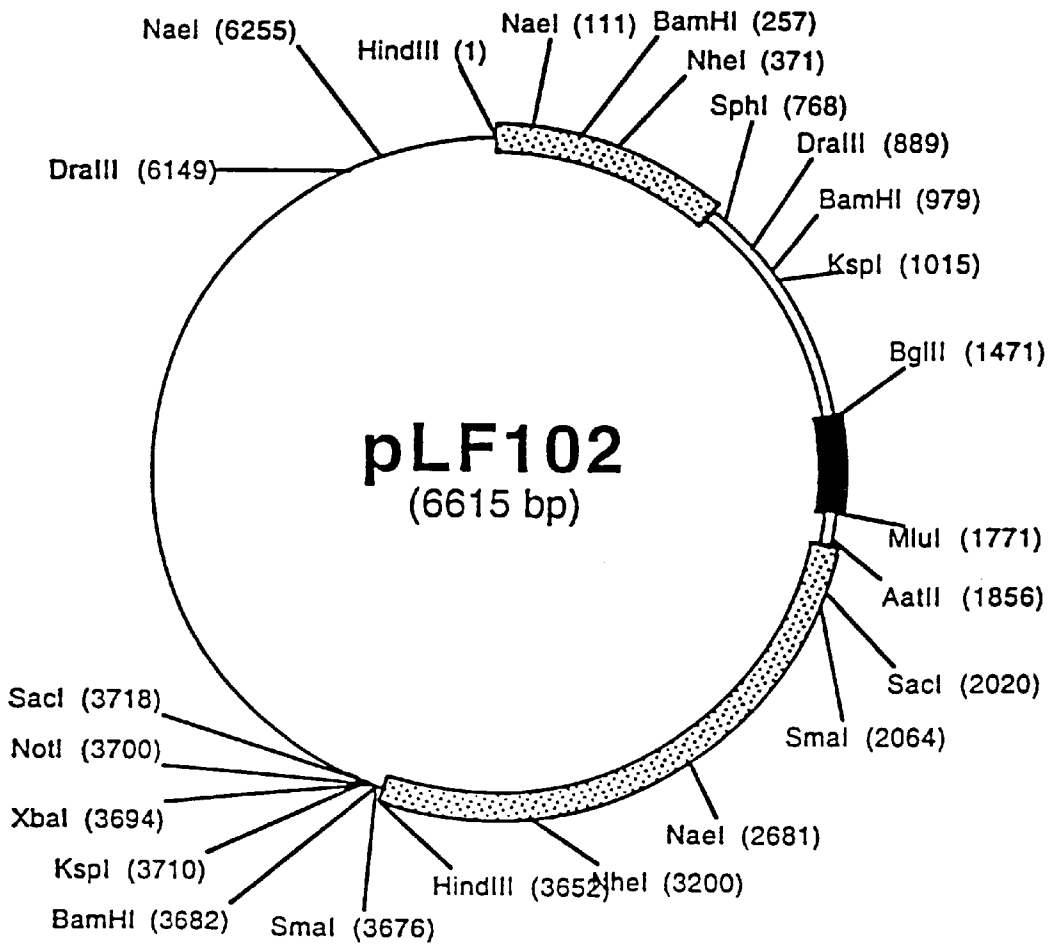 NaeI (6255)
HindIII (1)
NaeI (111)
BamHI (257)
NheI (371)
SphI (768)
DraIII (889)
BamHI (979)
KspI (1015)
BglII (1471)
MluI (1771)
AatII (1856)
SacI (2020)
SmaI (2064)
NaeI (2681)
NheI (3200)
HindIII (3652)
SmaI (3676)
BamHI (3682)
KspI (3710)
XbaI (3694)
NotI (3700)
SacI (3718)
DraIII (6149)
pLF102
(6615 bp)